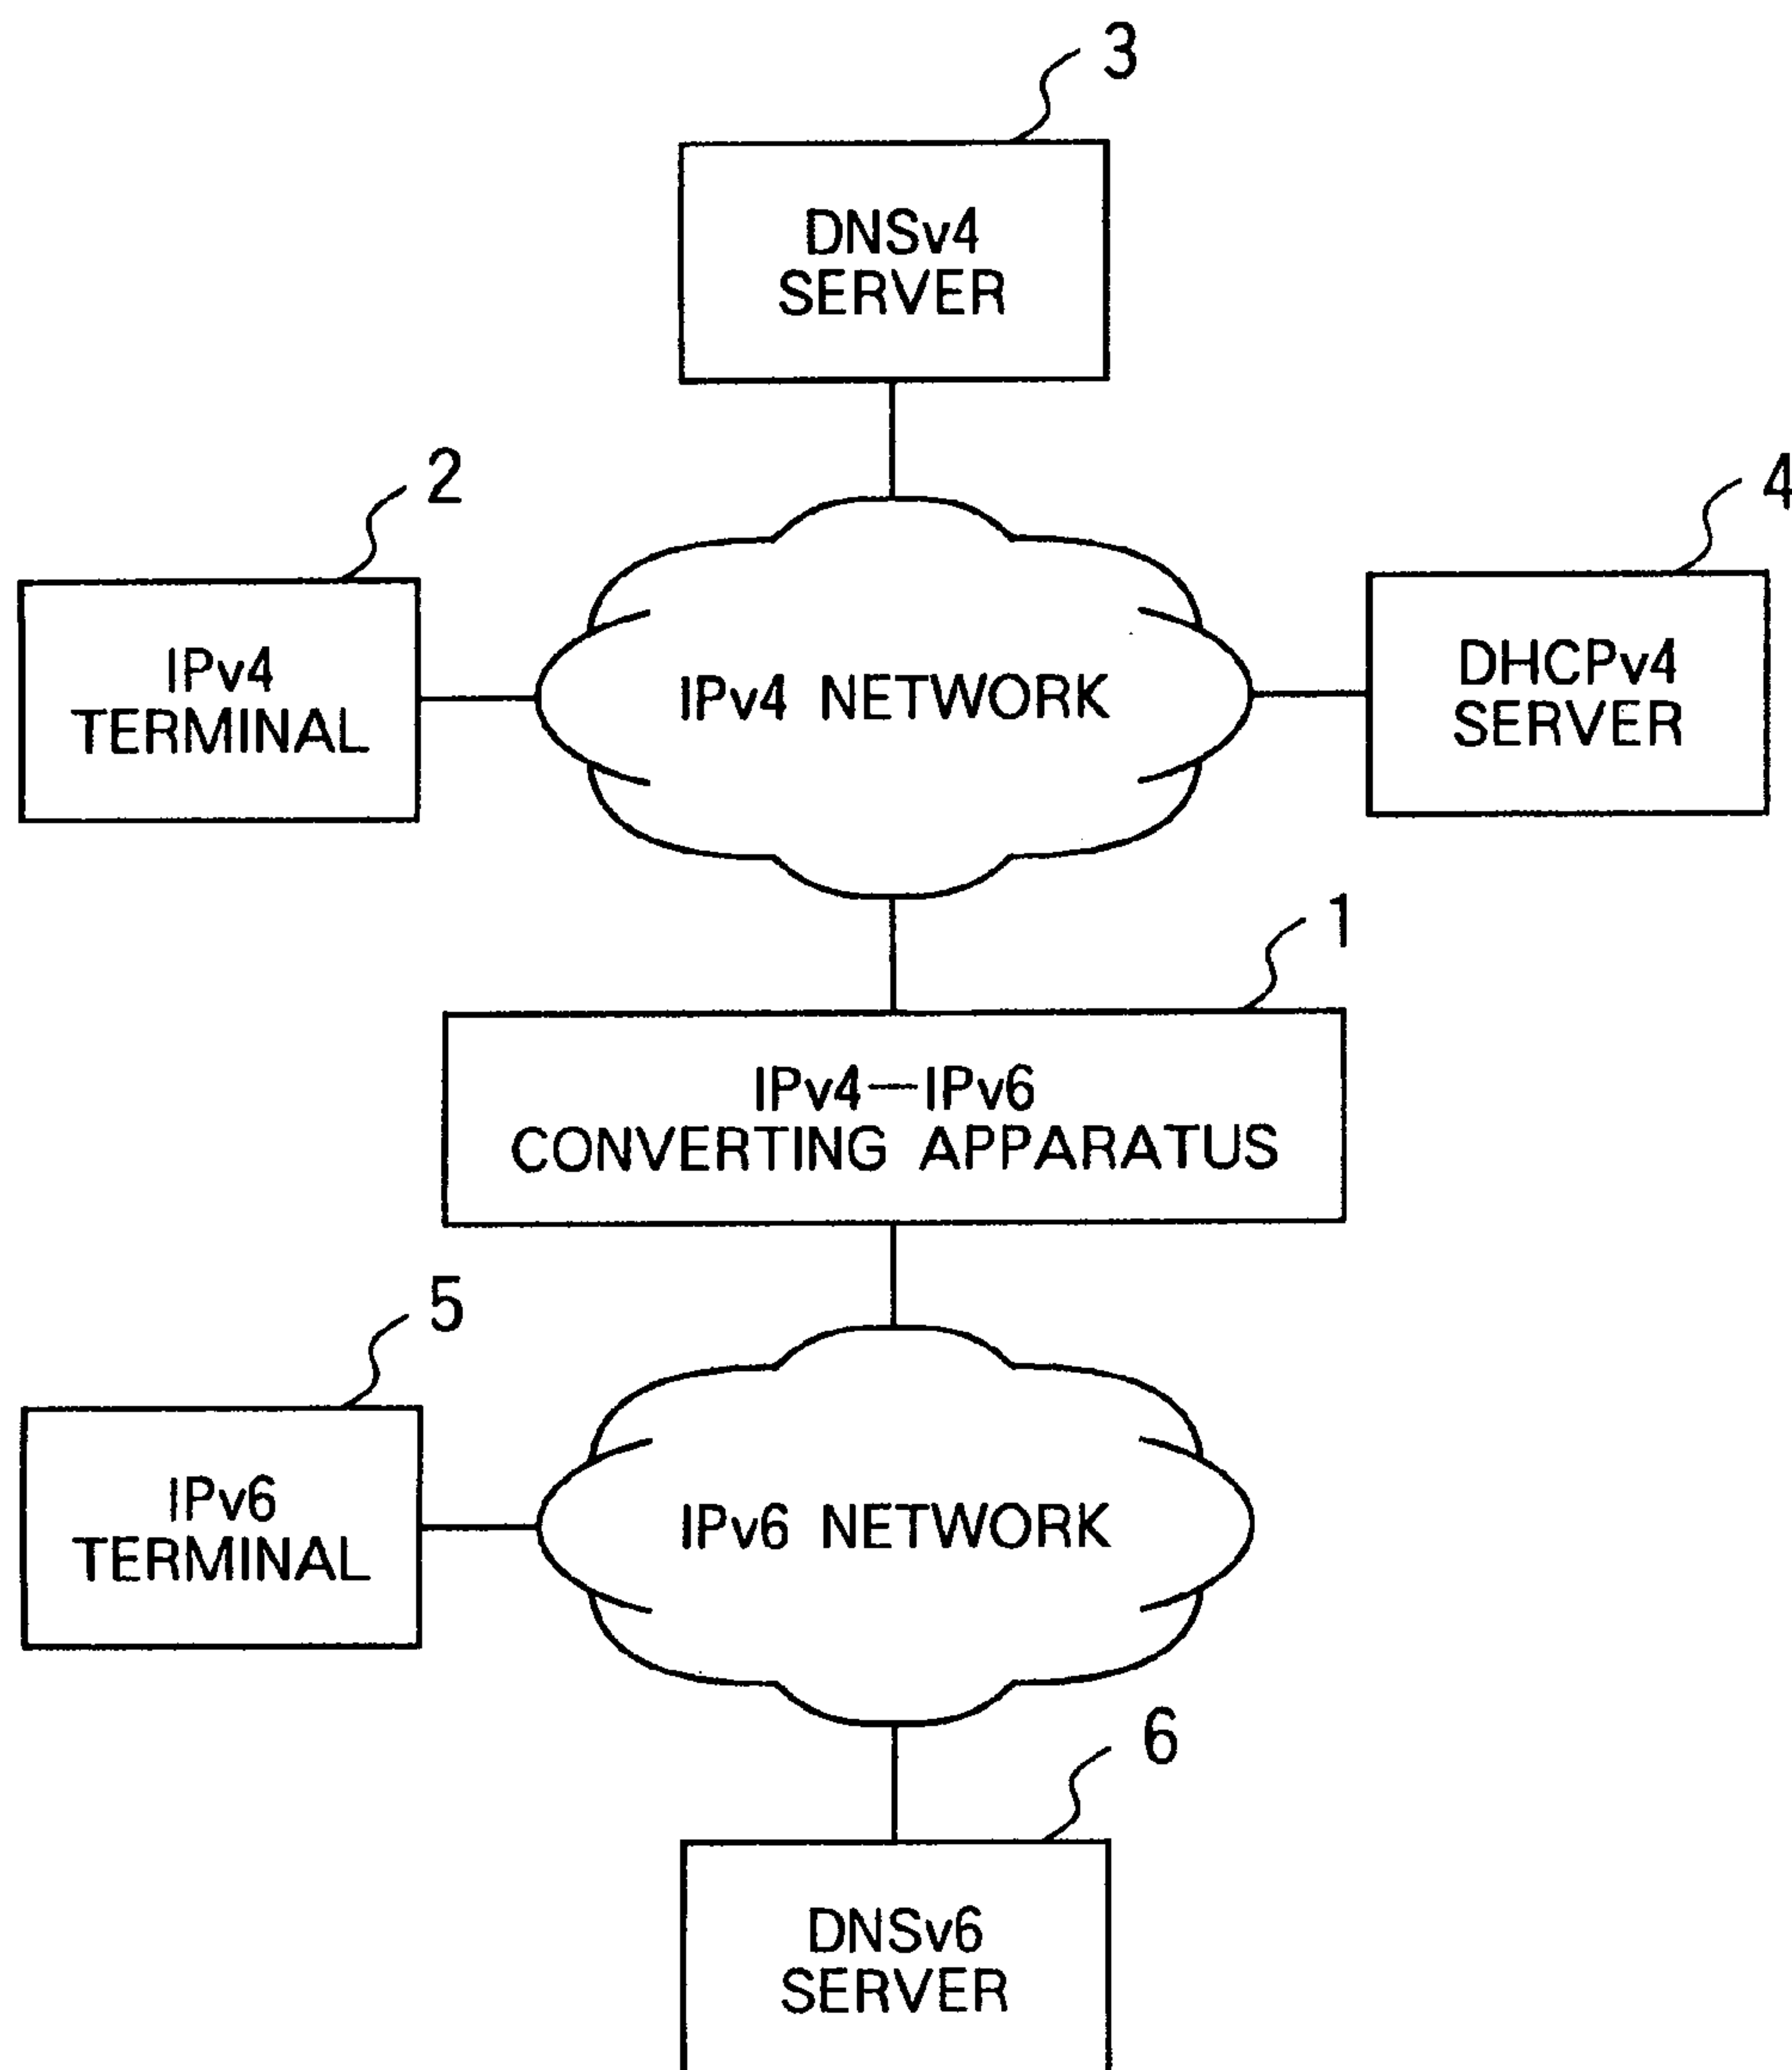 3
DNSv4
SERVER
2
4
IPv4
TERMINAL
IPv4 NETWORK
DHCPv4
SERVER
1
IPv4—IPv6
CONVERTING APPARATUS
5
IPv6
TERMINAL
IPv6 NETWORK
6
DNSv6
SERVER